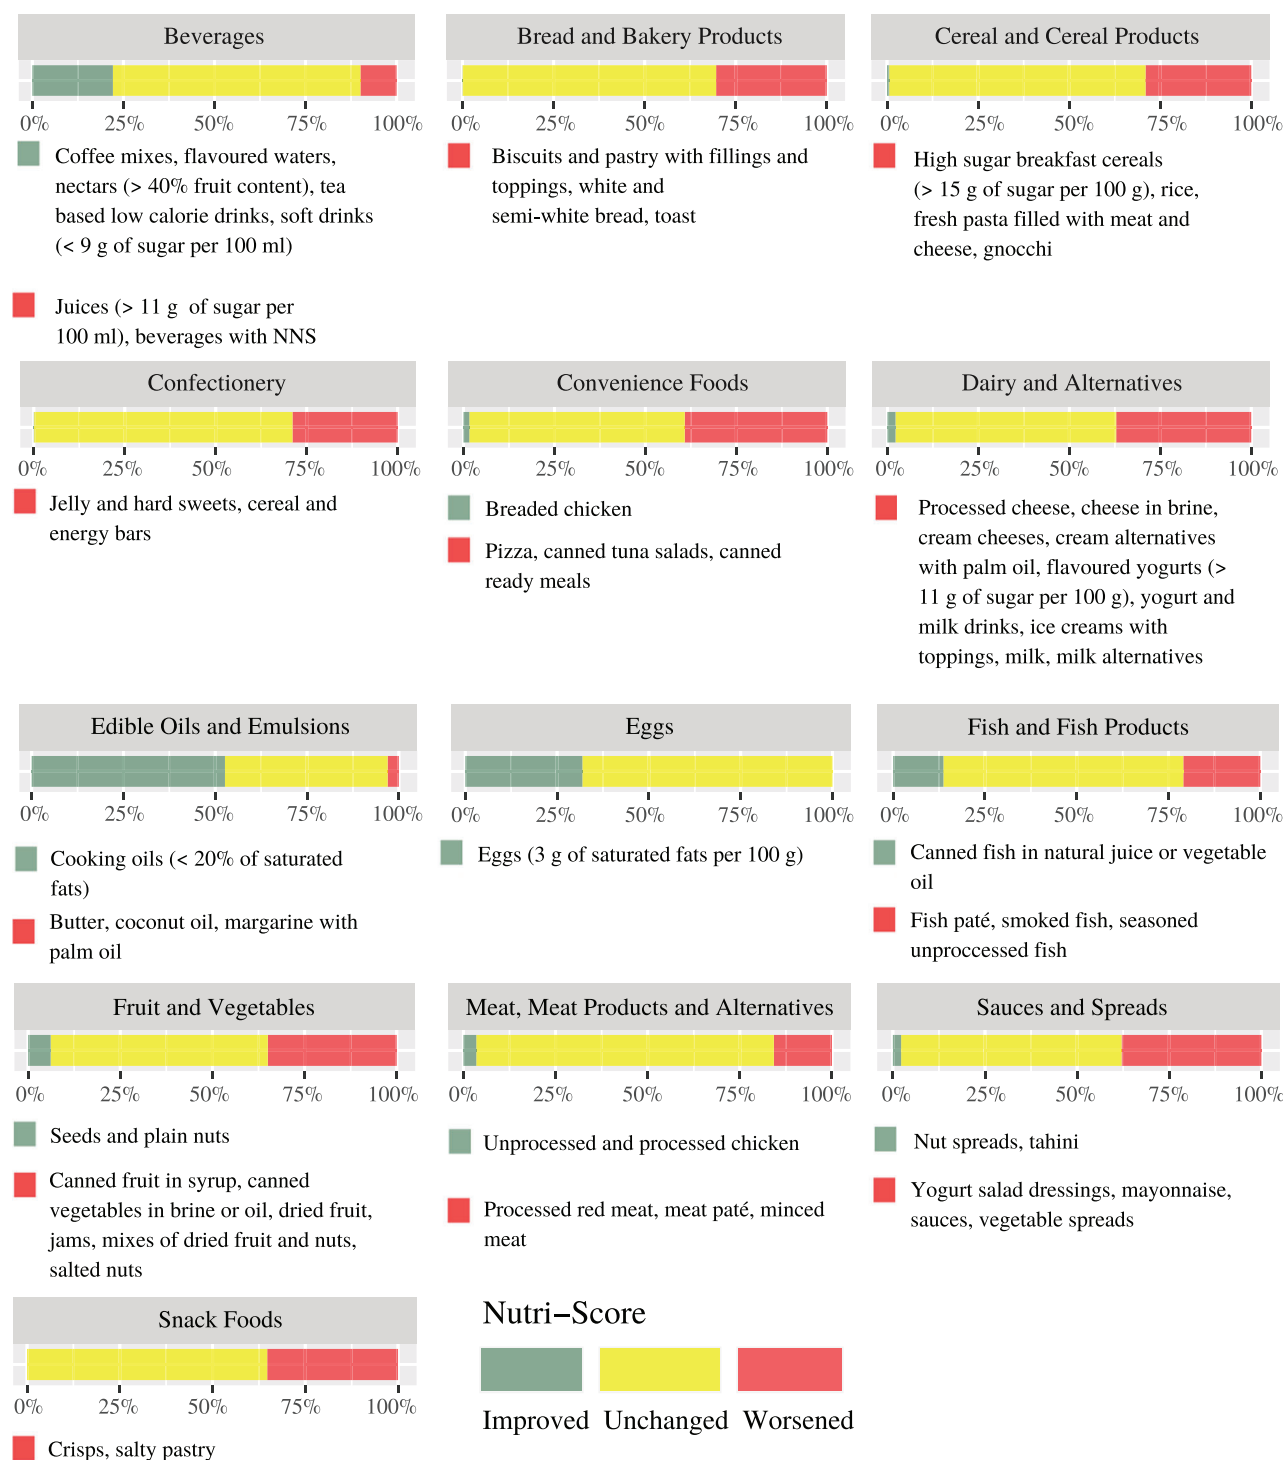 Beverages
0% 25% 50% 75% 100%
Coffee mixes, flavoured waters,
nectars (> 40% fruit content), tea
based low calorie drinks, soft drinks
(< 9 g of sugar per 100 ml)
Juices (> 11 g of sugar per
100 ml), beverages with NNS
Bread and Bakery Products
0% 25% 50% 75% 100%
Biscuits and pastry with fillings and
toppings, white and
semi-white bread, toast
Cereal and Cereal Products
0% 25% 50% 75% 100%
High sugar breakfast cereals
(> 15 g of sugar per 100 g), rice,
fresh pasta filled with meat and
cheese, gnocchi
Confectionery
0% 25% 50% 75% 100%
Jelly and hard sweets, cereal and
energy bars
Convenience Foods
0% 25% 50% 75% 100%
Breaded chicken
Pizza, canned tuna salads, canned
ready meals
Dairy and Alternatives
0% 25% 50% 75% 100%
Processed cheese, cheese in brine,
cream cheeses, cream alternatives
with palm oil, flavoured yogurts (>
11 g of sugar per 100 g), yogurt and
milk drinks, ice creams with
toppings, milk, milk alternatives
Edible Oils and Emulsions
0% 25% 50% 75% 100%
Cooking oils (< 20% of saturated
fats)
Butter, coconut oil, margarine with
palm oil
Eggs
0% 25% 50% 75% 100%
Eggs (3 g of saturated fats per 100 g)
Fish and Fish Products
0% 25% 50% 75% 100%
Canned fish in natural juice or vegetable
oil
Fish paté, smoked fish, seasoned
unproccessed fish
Fruit and Vegetables
0% 25% 50% 75% 100%
Seeds and plain nuts
Canned fruit in syrup, canned
vegetables in brine or oil, dried fruit,
jams, mixes of dried fruit and nuts,
salted nuts
Meat, Meat Products and Alternatives
0% 25% 50% 75% 100%
Unprocessed and processed chicken
Processed red meat, meat paté, minced
meat
Sauces and Spreads
0% 25% 50% 75% 100%
Nut spreads, tahini
Yogurt salad dressings, mayonnaise,
sauces, vegetable spreads
Snack Foods
0% 25% 50% 75% 100%
Crisps, salty pastry
Nutri−Score
Improved Unchanged Worsened